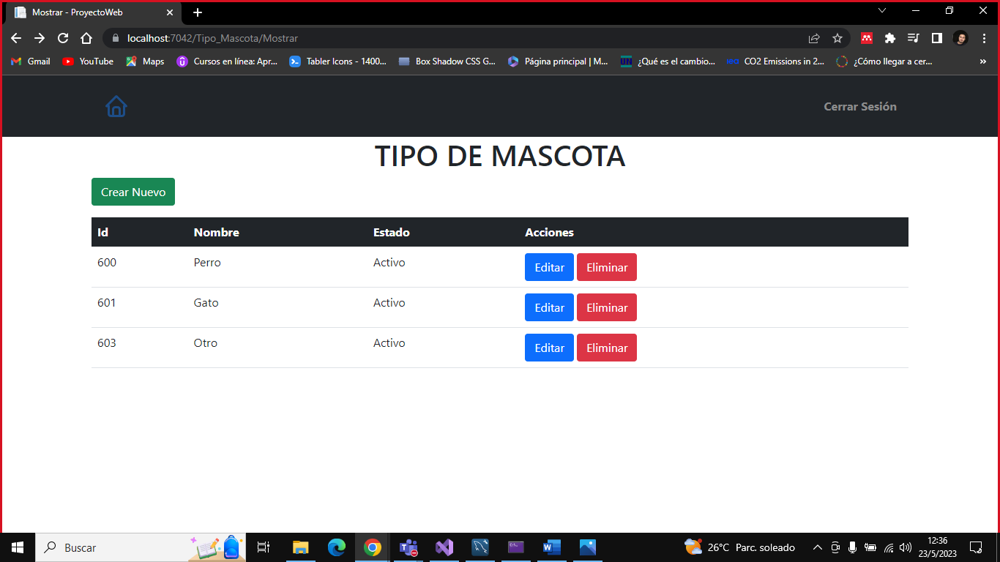 Mostrar - ProyectoWeb
localhost:7042/Tipo_Mascota/Mostrar
Gmail YouTube Maps Cursos en línea: Apr... Tabler Icons - 1400... Box Shadow CSS G... Página principal | M... ¿Qué es el cambio... CO2 Emissions in 2... ¿Cómo llegar a cer... »
Cerrar Sesión
TIPO DE MASCOTA
Crear Nuevo
Id Nombre Estado Acciones
600 Perro Activo Editar Eliminar
601 Gato Activo Editar Eliminar
603 Otro Activo Editar Eliminar
Buscar 26°C Parc. soleado 12:36
23/5/2023